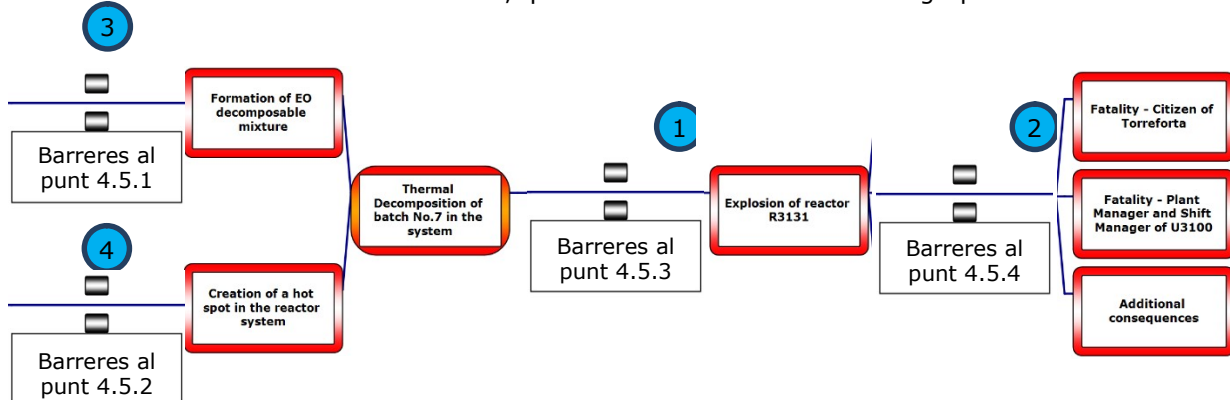 3
Formation of EO
decomposable
mixture
Barreres al
punt 4.5.1
4
Creation of a hot
spot in the reactor
system
Barreres al
punt 4.5.2
Thermal
Decomposition of
batch No.7 in the
system
1
Barreres al
punt 4.5.3
Explosion of reactor
R3131
2
Barreres al
punt 4.5.4
Fatality - Citizen of
Torreforta
Fatality - Plant
Manager and Shift
Manager of U3100
Additional
consequences